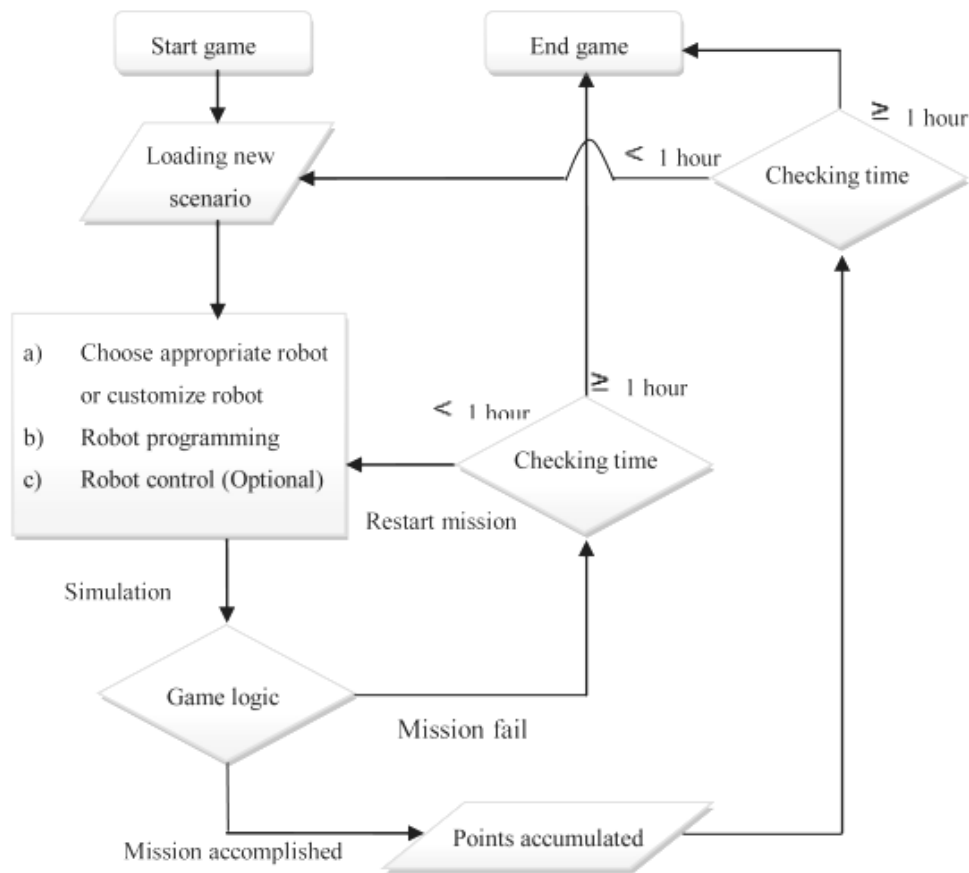 Start game
End game
≥ 1 hour
< 1 hour
Loading new
scenario
Checking time
a) Choose appropriate robot
or customize robot
b) Robot programming
c) Robot control (Optional)
≥ 1 hour
< 1 hour
Checking time
Restart mission
Simulation
Game logic
Mission fail
Mission accomplished
Points accumulated